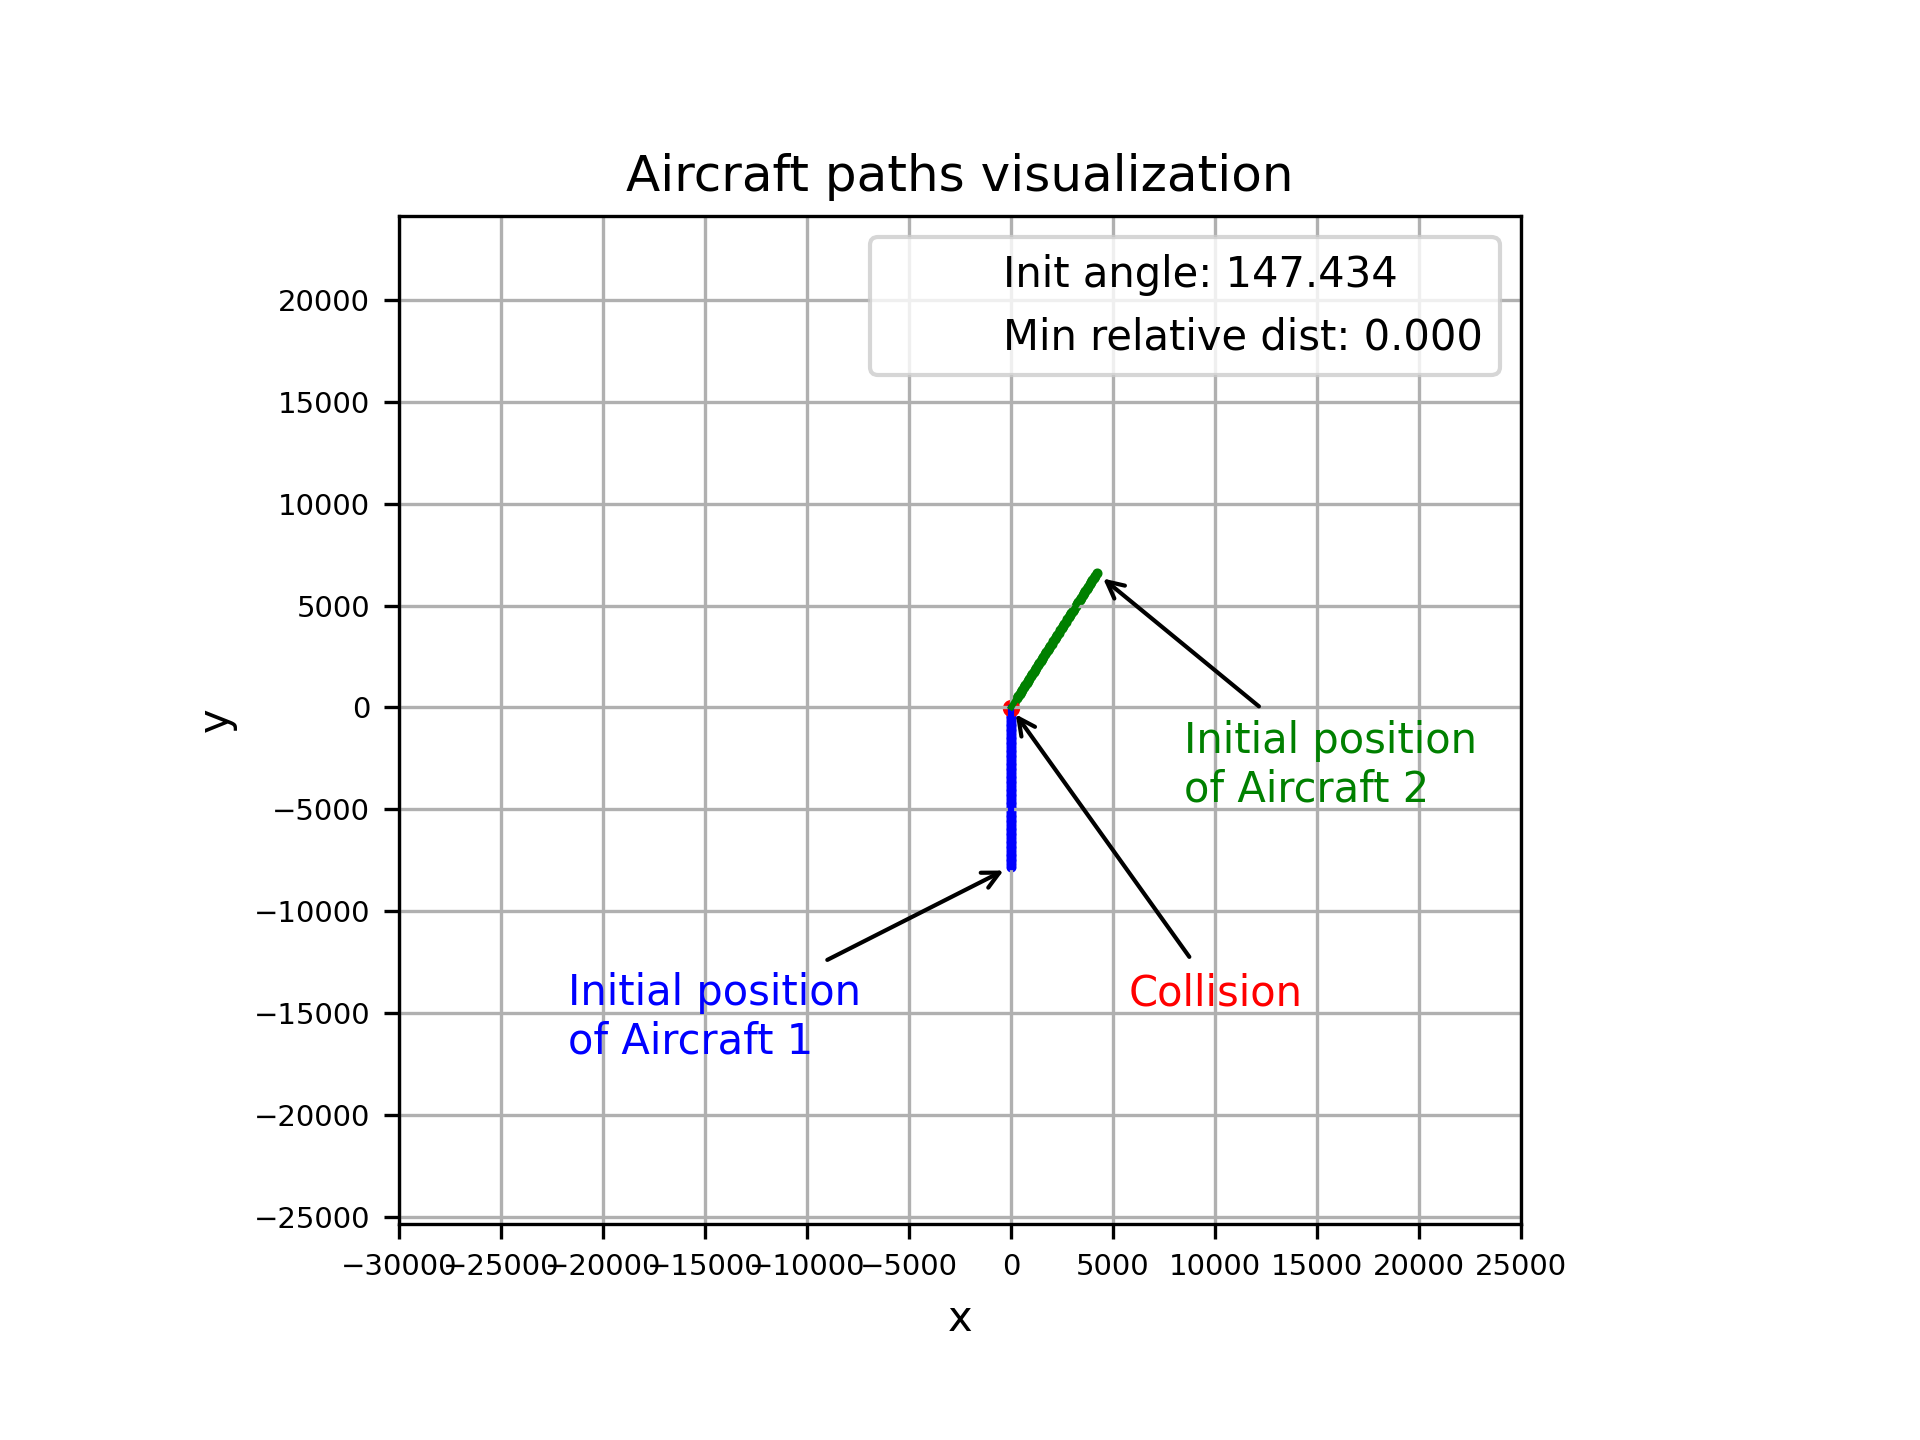 Aircraft paths visualization
Init angle: 147.434
Min relative dist: 0.000
20000
15000
10000
5000
0
−5000
−10000
−15000
−20000
−25000
y
Initial position
of Aircraft 2
Initial position
of Aircraft 1
Collision
−30000 −25000 −20000 −15000 −10000 −5000 0 5000 10000 15000 20000 25000
x